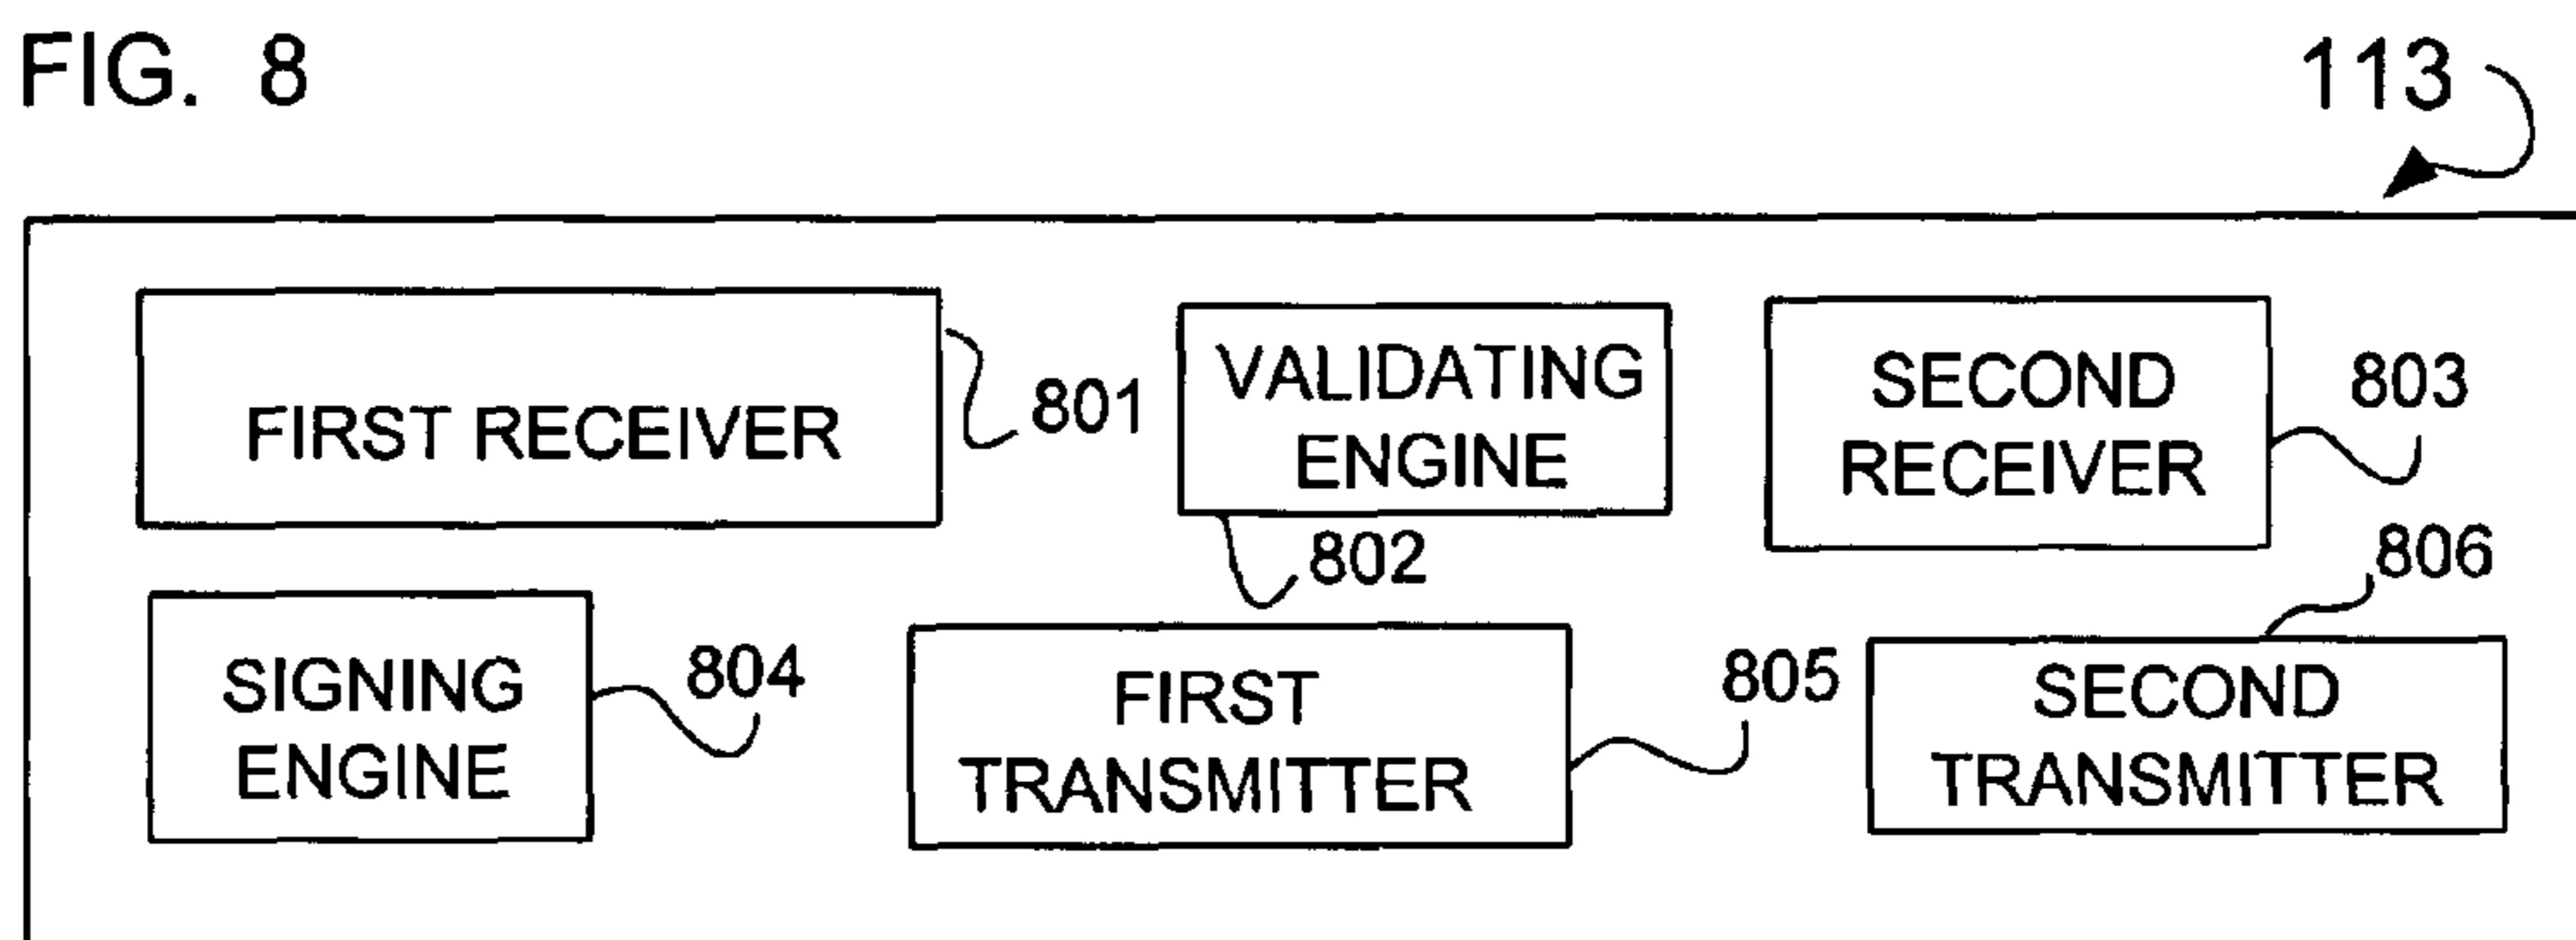 FIG. 8
113
FIRST RECEIVER
801
VALIDATING
ENGINE
802
SECOND
RECEIVER
803
SIGNING
ENGINE
804
FIRST
TRANSMITTER
805
806
SECOND
TRANSMITTER